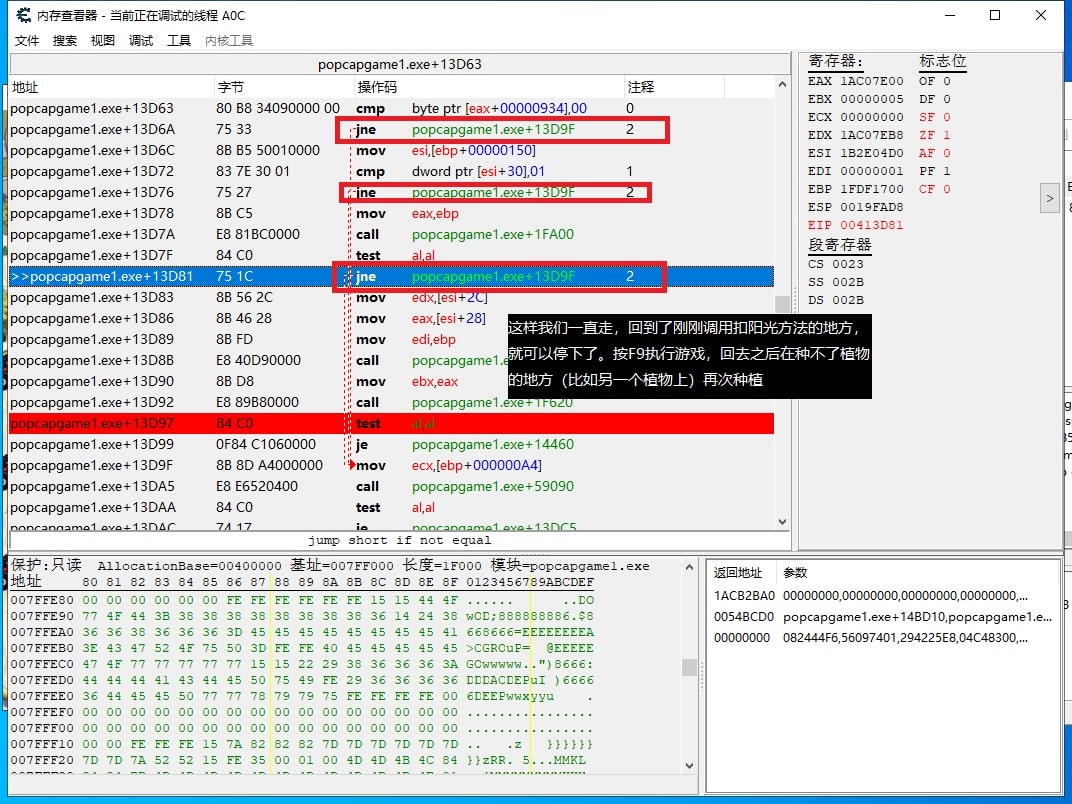 内存查看器 - 当前正在调试的线程 A0C
文件 搜索 视图 调试 工具 内核工具
popcapgame1.exe+13D63
地址 字节 操作码 注释
popcapgame1.exe+13D63 80 B8 34090000 00 cmp byte ptr [eax+00000934],00 0
popcapgame1.exe+13D6A 75 33 jne popcapgame1.exe+13D9F 2
popcapgame1.exe+13D6C 8B B5 50010000 mov esi,[ebp+00000150]
popcapgame1.exe+13D72 83 7E 30 01 cmp dword ptr [esi+30],01 1
popcapgame1.exe+13D76 75 27 jne popcapgame1.exe+13D9F 2
popcapgame1.exe+13D78 8B C5 mov eax,ebp
popcapgame1.exe+13D7A E8 81BC0000 call popcapgame1.exe+1FA00
popcapgame1.exe+13D7F 84 C0 test al,al
>>popcapgame1.exe+13D81 75 1C jne popcapgame1.exe+13D9F 2
popcapgame1.exe+13D83 8B 56 2C mov edx,[esi+2C]
popcapgame1.exe+13D86 8B 46 28 mov eax,[esi+28]
popcapgame1.exe+13D89 8B FD mov edi,ebp
popcapgame1.exe+13D8B E8 40D90000 call popcapgame1.e
popcapgame1.exe+13D90 8B D8 mov ebx,eax
popcapgame1.exe+13D92 E8 89B80000 call popcapgame1.exe+1F620
popcapgame1.exe+13D97 84 C0 test al,al
popcapgame1.exe+13D99 0F84 C1060000 je popcapgame1.exe+14460
popcapgame1.exe+13D9F 8B 8D A4000000 mov ecx,[ebp+000000A4]
popcapgame1.exe+13DA5 E8 E6520400 call popcapgame1.exe+59090
popcapgame1.exe+13DAA 84 C0 test al,al
popcapgame1.exe+13DAC 74 17 je popcapgame1.exe+13DC5
jump short if not equal
这样我们一直走，回到了刚刚调用扣阳光方法的地方，
就可以停下了。按F9执行游戏，回去之后在种不了植物
的地方（比如另一个植物上）再次种植
寄存器: 标志位
EAX 1AC07E00 OF 0
EBX 00000005 DF 0
ECX 00000000 SF 0
EDX 1AC07EB8 ZF 1
ESI 1B2E04D0 AF 0
EDI 00000001 PF 1
EBP 1FDF1700 CF 0
ESP 0019FAD8
EIP 00413D81
段寄存器
CS 0023
SS 002B
DS 002B
>
保护:只读 AllocationBase=00400000 基址=007FF000 长度=1F000 模块=popcapgame1.exe
地址 80 81 82 83 84 85 86 87 88 89 8A 8B 8C 8D 8E 8F 0123456789ABCDEF
007FFE80 00 00 00 00 00 00 FE FE FE FE FE FE 15 15 44 4F ...... ..DO
007FFE90 77 4F 44 3B 38 38 38 38 38 38 38 36 14 24 38 wOD;88888886.$8
007FFEA0 36 36 38 36 36 36 3D 45 45 45 45 45 45 45 45 41 668666=EEEEEEEEA
007FFEB0 3E 43 47 52 4F 75 50 3D FE FE 40 45 45 45 45 45 >CGROuP= @EEEEE
007FFEC0 47 4F 77 77 77 77 77 15 15 22 29 38 36 36 36 3A GOwwwww..")8666:
007FFED0 44 44 44 41 43 44 45 50 75 49 FE 29 36 36 36 36 DDDACDEPuI )6666
007FFEE0 36 44 45 45 50 77 77 78 79 79 75 FE FE FE FE 00 6DEEPwwxyyu .
007FFEF0 00 00 00 00 00 00 00 00 00 00 00 00 00 00 00 00 ................
007FFF00 00 00 00 00 00 00 00 00 00 00 00 00 00 00 00 00 ................
007FFF10 00 00 FE FE FE 15 7A 82 82 82 7D 7D 7D 7D 7D 7D .. .z }}}}}}
007FFF20 7D 7D 7A 52 52 15 FE 35 00 01 00 4D 4D 4B 4C 84 }}zRR. 5...MMKL
返回地址 参数
1ACB2BA0 00000000,00000000,00000000,00000000,...
0054BCD0 popcapgame1.exe+14BD10,popcapgame1.e...
00000000 082444F6,56097401,294225E8,04C48300,...